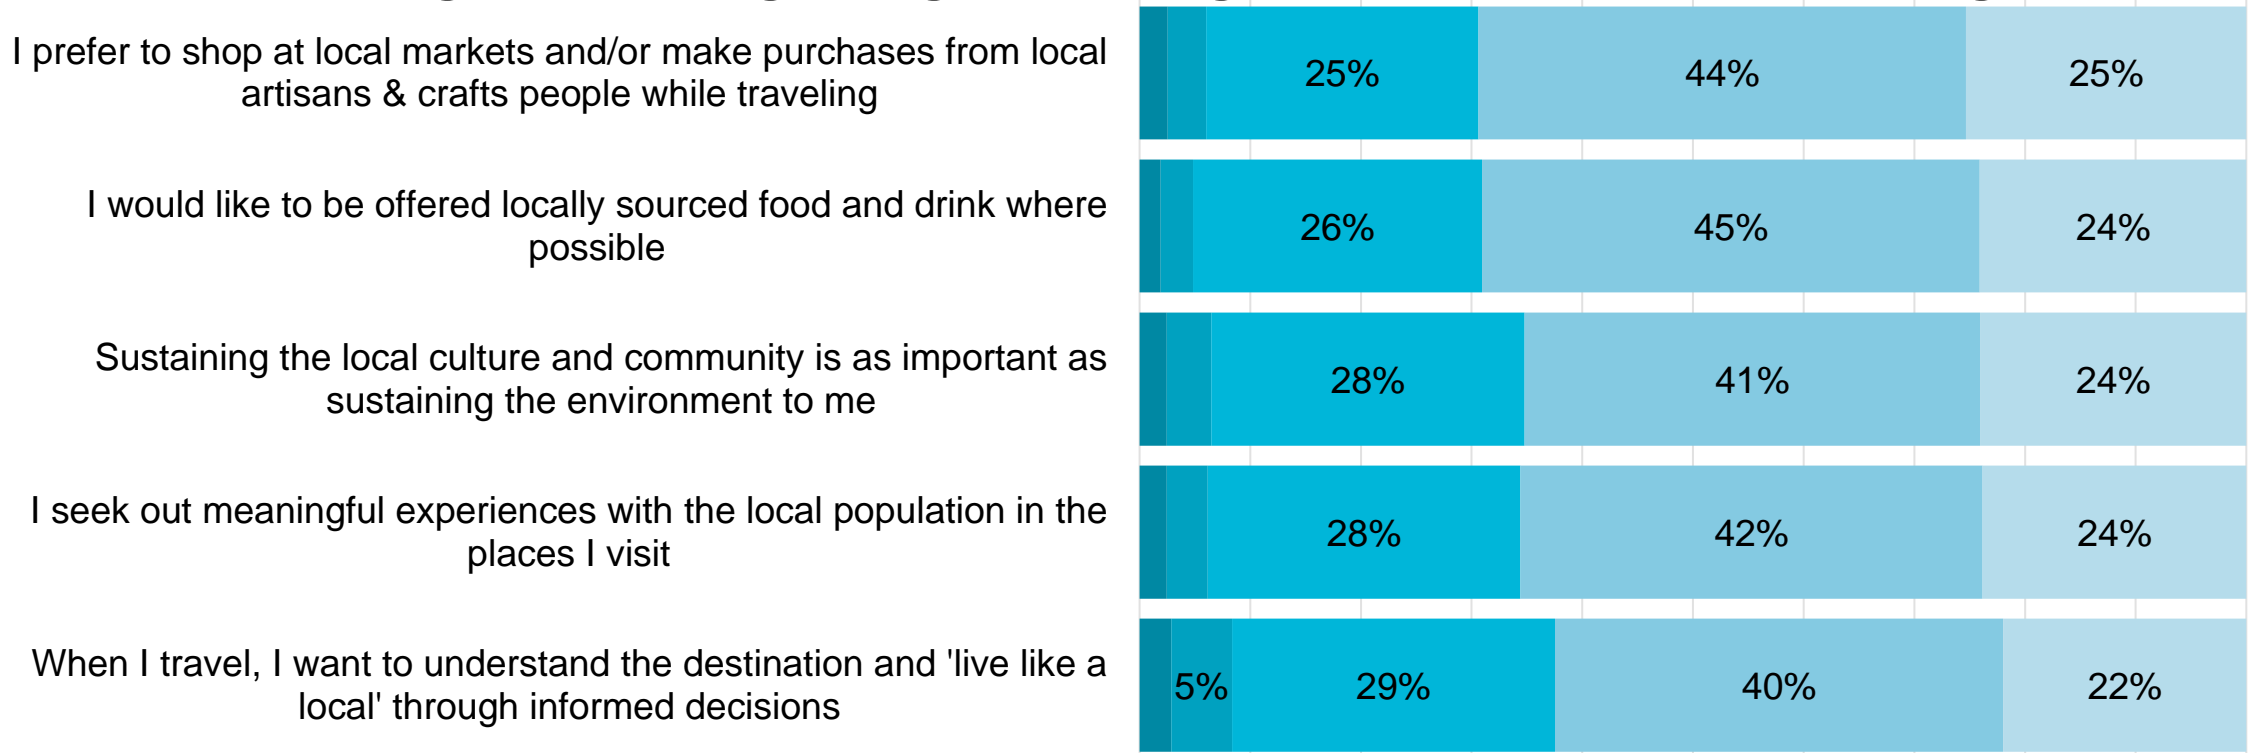 I prefer to shop at local markets and/or make purchases from local
artisans & crafts people while traveling
25% 44% 25%
I would like to be offered locally sourced food and drink where
possible
26% 45% 24%
Sustaining the local culture and community is as important as
sustaining the environment to me
28% 41% 24%
I seek out meaningful experiences with the local population in the
places I visit
28% 42% 24%
When I travel, I want to understand the destination and 'live like a
local' through informed decisions
5% 29% 40% 22%